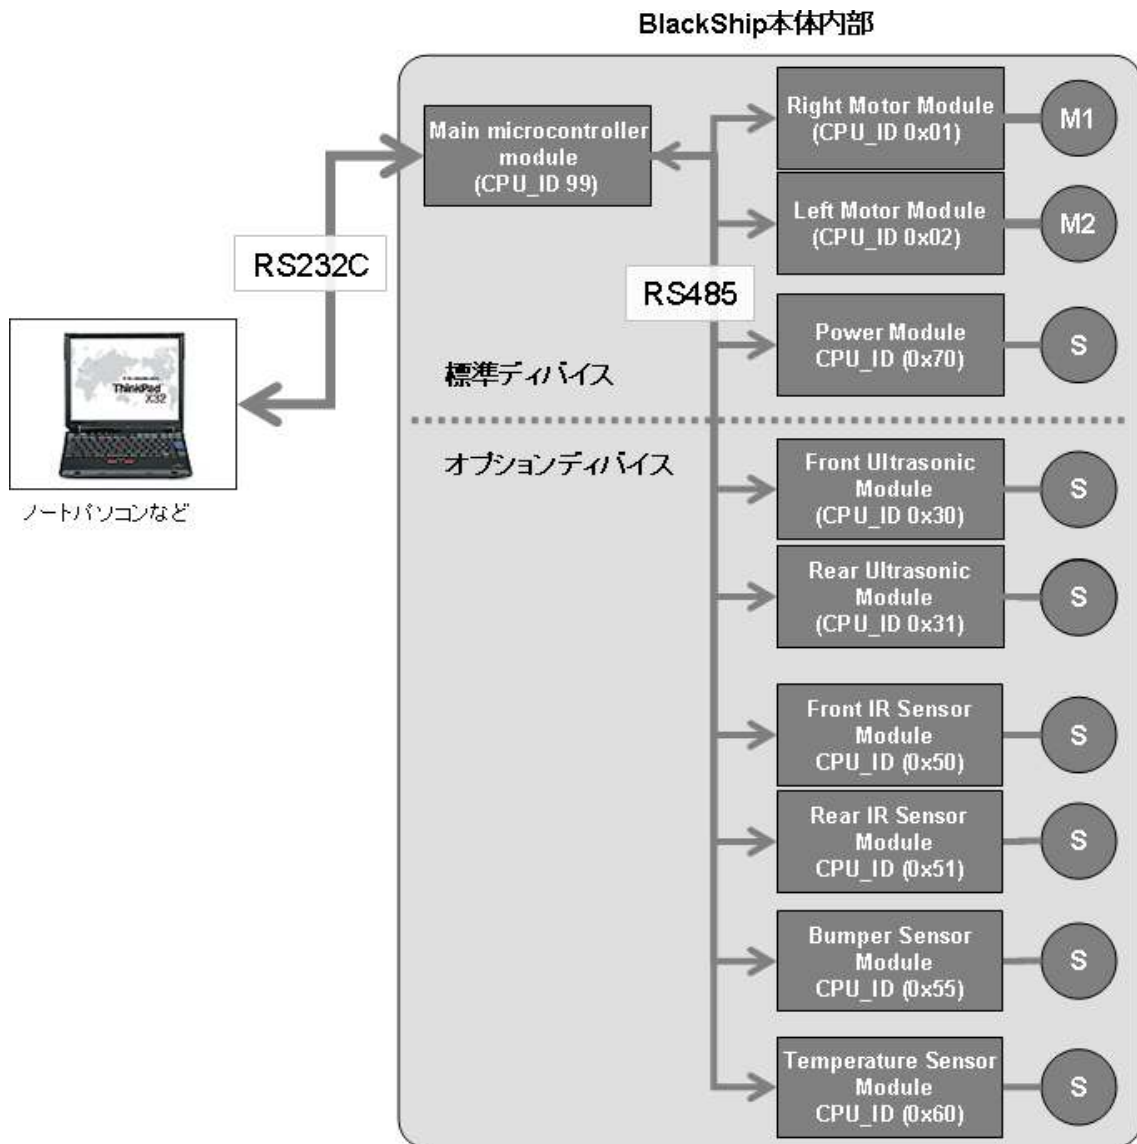 BlackShip本体内部
Main microcontroller
module
(CPU_ID 99)
Right Motor Module
(CPU_ID 0x01)
M1
Left Motor Module
(CPU_ID 0x02)
M2
RS232C
RS485
Power Module
CPU_ID (0x70)
S
ThinkPad
X32
標準ディバイス
オプションディバイス
ノートパソコンなど
Front Ultrasonic
Module
(CPU_ID 0x30)
S
Rear Ultrasonic
Module
(CPU_ID 0x31)
S
Front IR Sensor
Module
CPU_ID (0x50)
S
Rear IR Sensor
Module
CPU_ID (0x51)
S
Bumper Sensor
Module
CPU_ID (0x55)
S
Temperature Sensor
Module
CPU_ID (0x60)
S